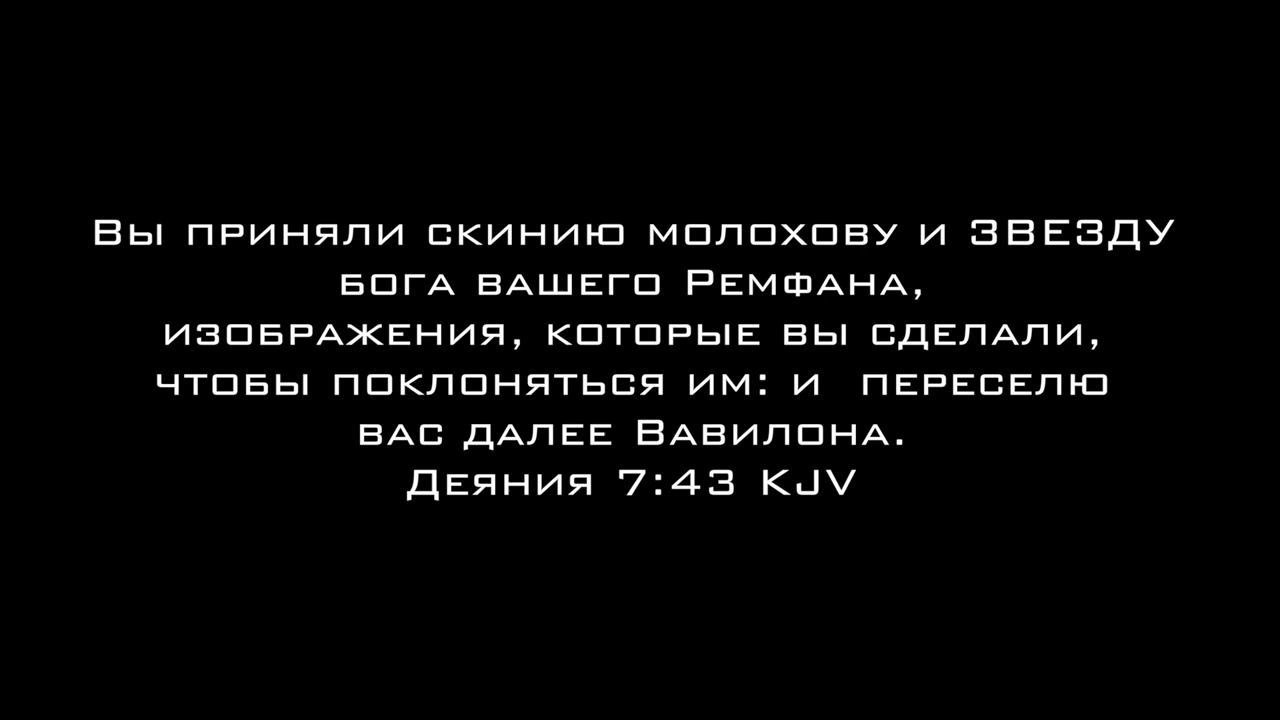 Вы приняли скинию молохову и ЗВЕЗДУ
бога вашего Ремфана,
изображения, которые вы сделали,
чтобы поклоняться им: и  переселю
вас далее Вавилона.
Деяния 7:43 KJV